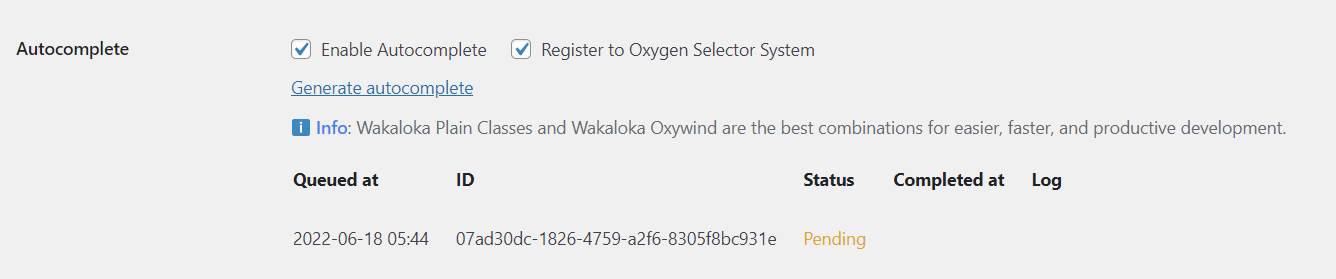 Autocomplete
Enable Autocomplete Register to Oxygen Selector System
Generate autocomplete
i Info: Wakaloka Plain Classes and Wakaloka Oxywind are the best combinations for easier, faster, and productive development.
Queued at ID Status Completed at Log
2022-06-18 05:44 07ad30dc-1826-4759-a2f6-8305f8bc931e Pending